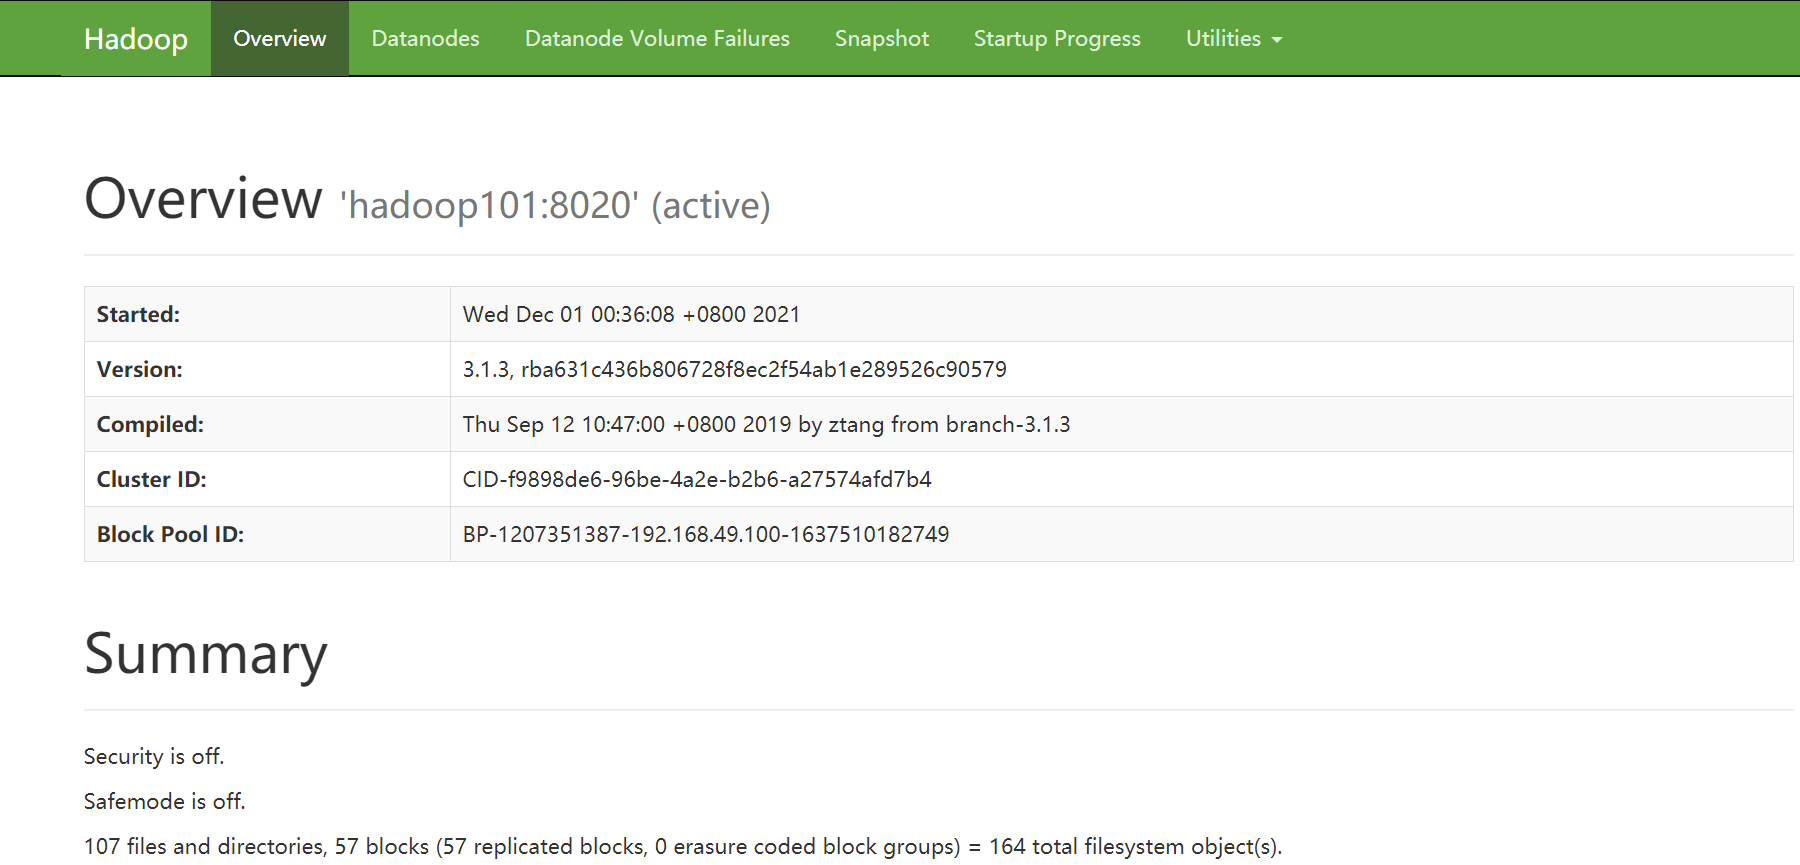 Hadoop Overview Datanodes Datanode Volume Failures Snapshot Startup Progress Utilities
Overview 'hadoop101:8020' (active)
Started: Wed Dec 01 00:36:08 +0800 2021
Version: 3.1.3, rba631c436b806728f8ec2f54ab1e289526c90579
Compiled: Thu Sep 12 10:47:00 +0800 2019 by ztang from branch-3.1.3
Cluster ID: CID-f9898de6-96be-4a2e-b2b6-a27574afd7b4
Block Pool ID: BP-1207351387-192.168.49.100-1637510182749
Summary
Security is off.
Safemode is off.
107 files and directories, 57 blocks (57 replicated blocks, 0 erasure coded block groups) = 164 total filesystem object(s).